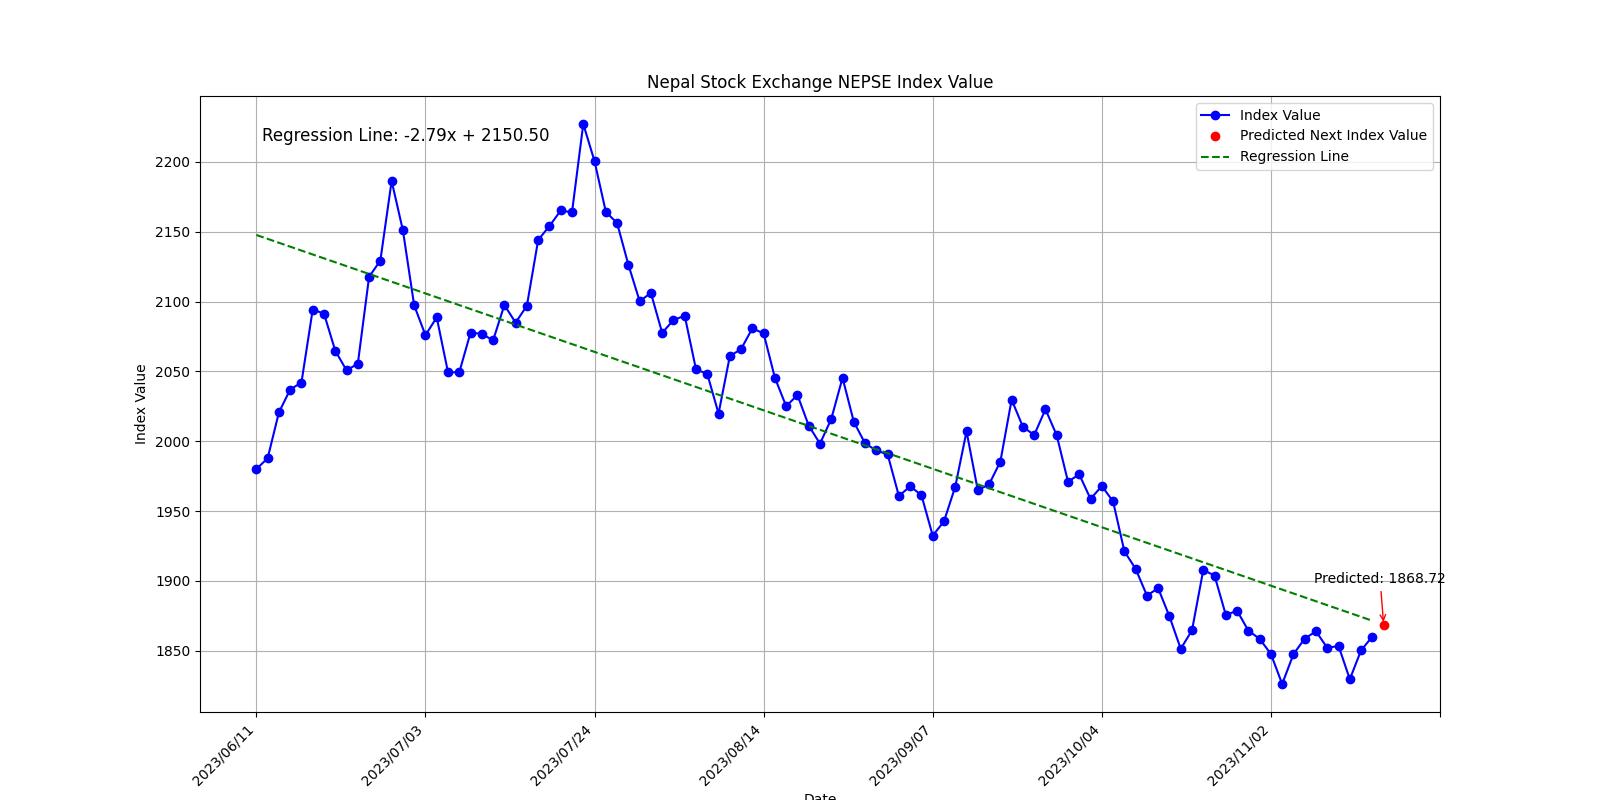 Nepal Stock Exchange NEPSE Index Value
Regression Line: -2.79x + 2150.50
Index Value
Predicted Next Index Value
Regression Line
2200
2150
2100
2050
2000
1950
1900
1850
Index Value
Predicted: 1868.72
2023/06/11
2023/07/03
2023/07/24
2023/08/14
2023/09/07
2023/10/04
2023/11/02
Date